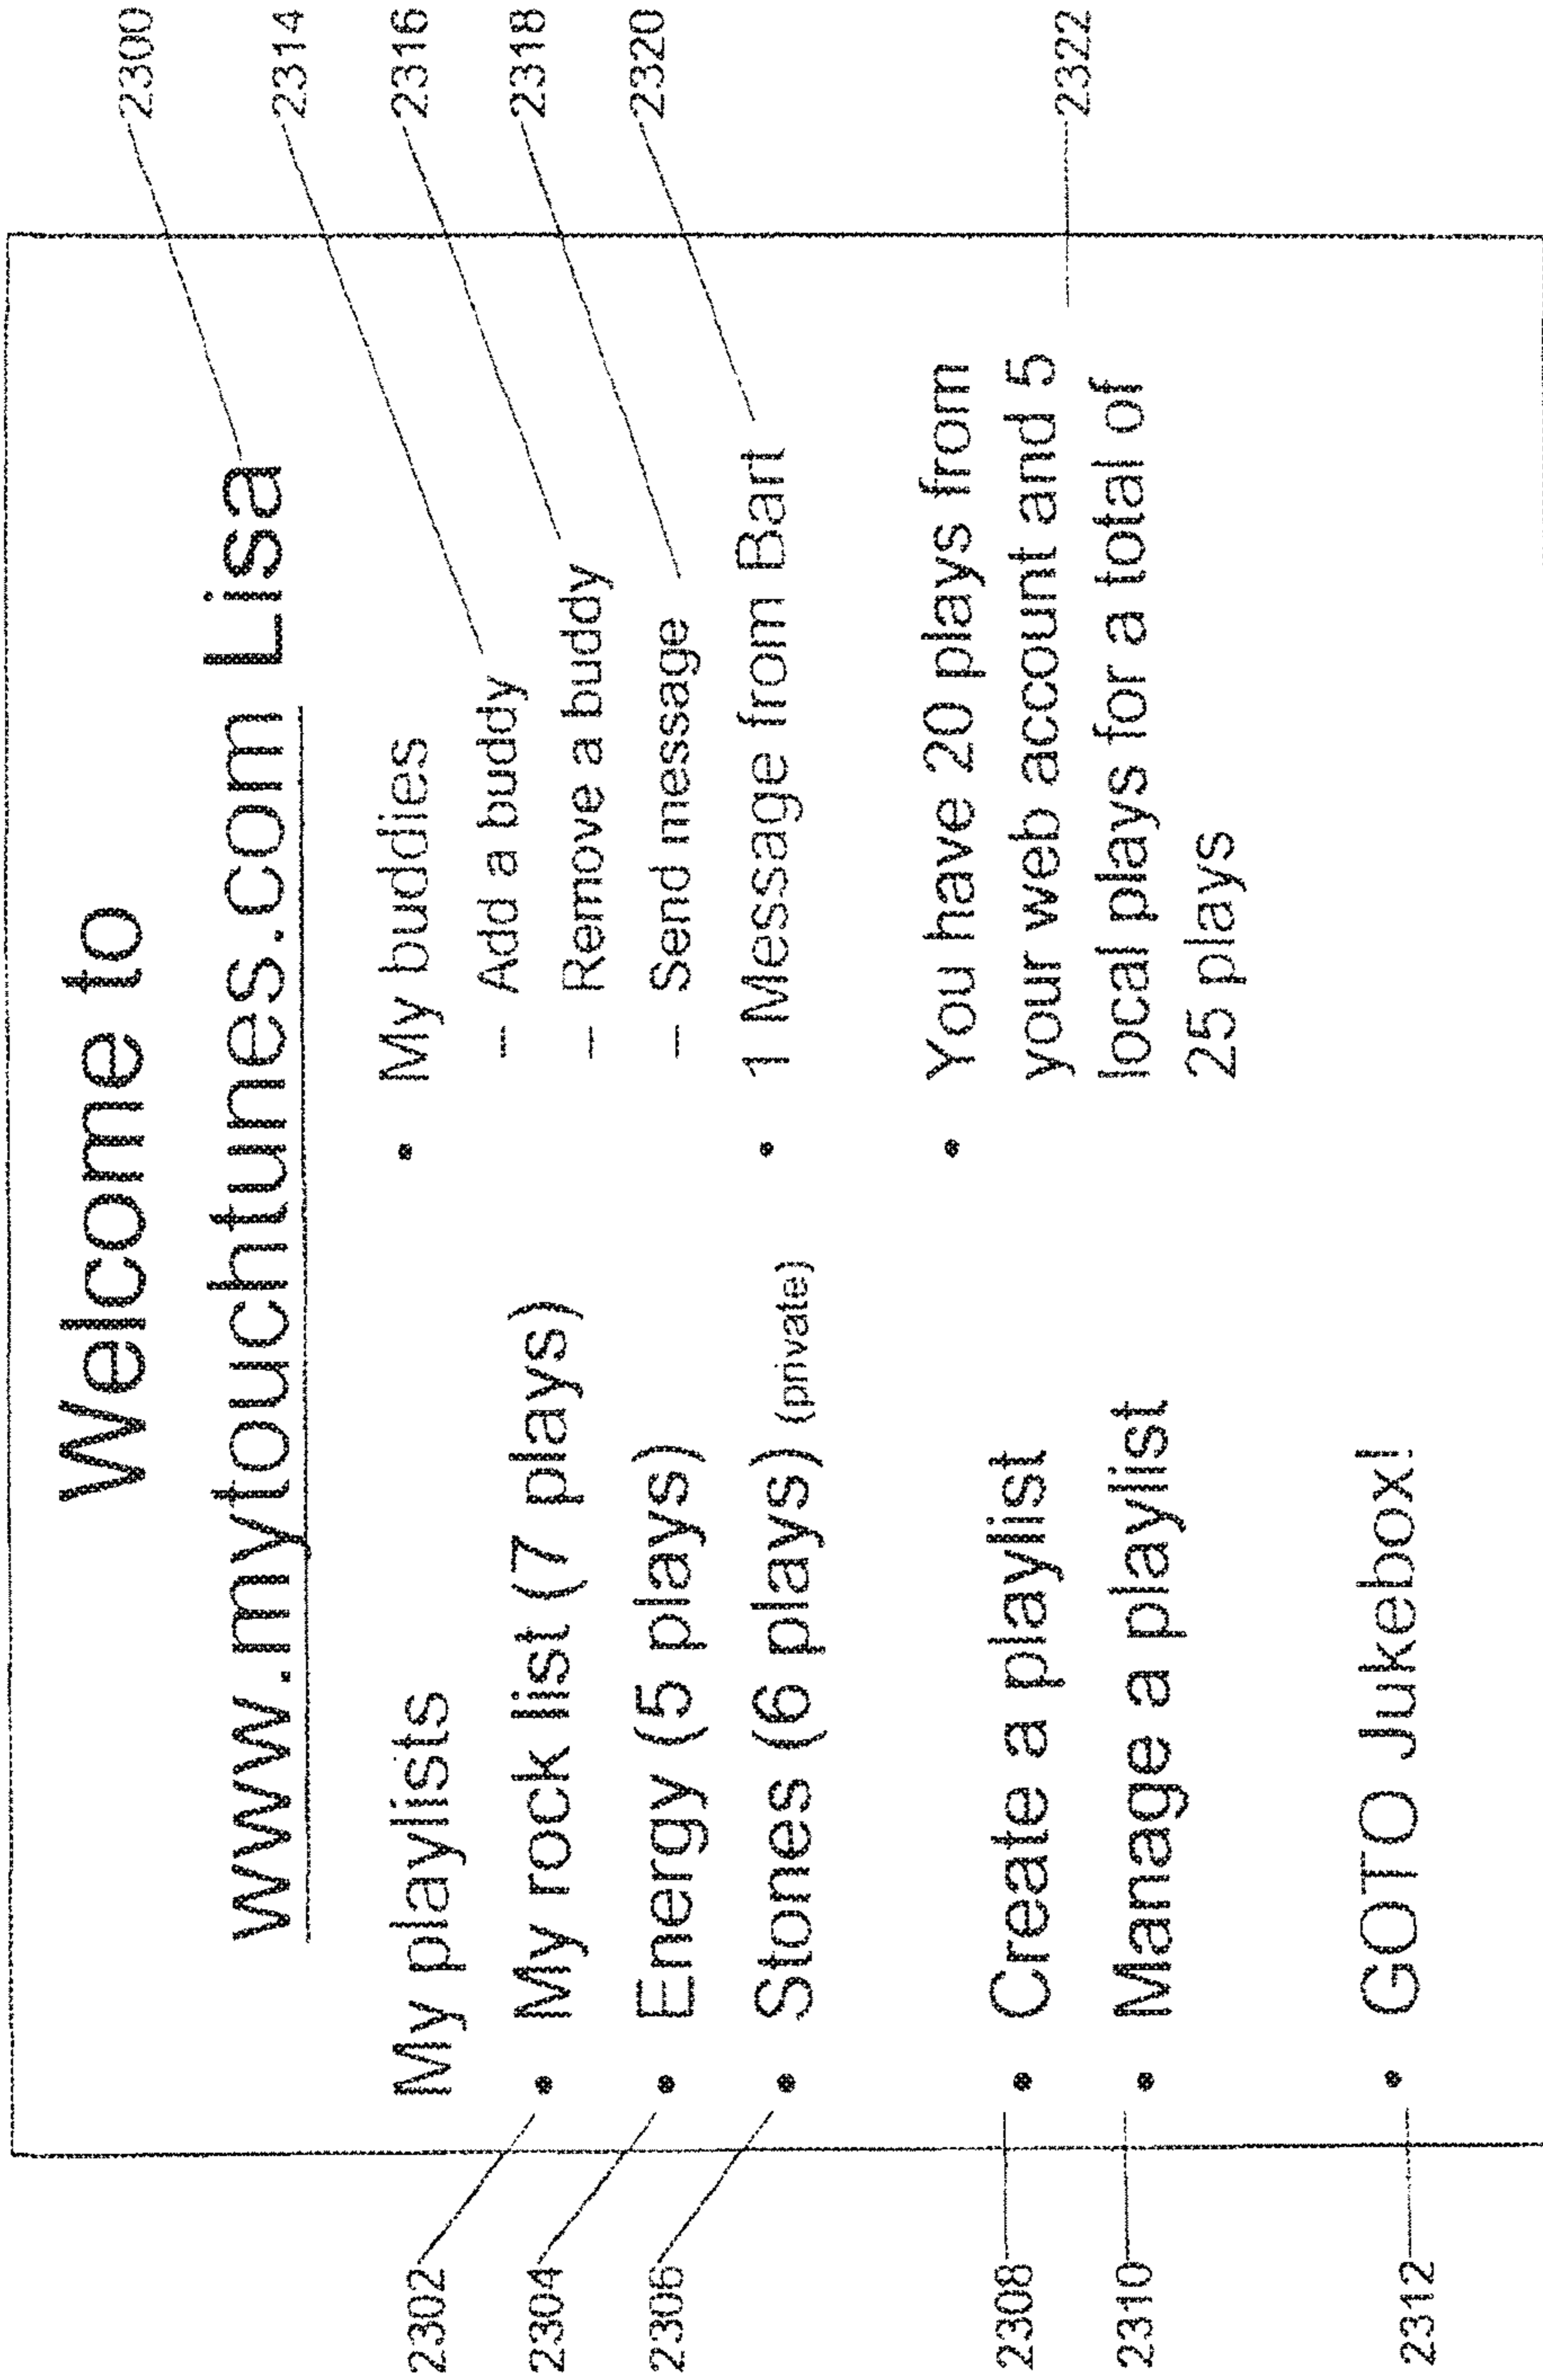 Welcome to
www.mytouchtunes.com Lisa
2300
My playlists
2302 • My rock list (7 plays)
2304 • Energy (5 plays)
2306 • Stones (6 plays) (private)
2308 • Create a playlist
2310 • Manage a playlist
2312 • GOTO Jukebox!
• My buddies
– Add a buddy 2314
– Remove a buddy 2316
– Send message 2318
• 1 Message from Bart 2320
• You have 20 plays from
your web account and 5
local plays for a total of
25 plays
2322